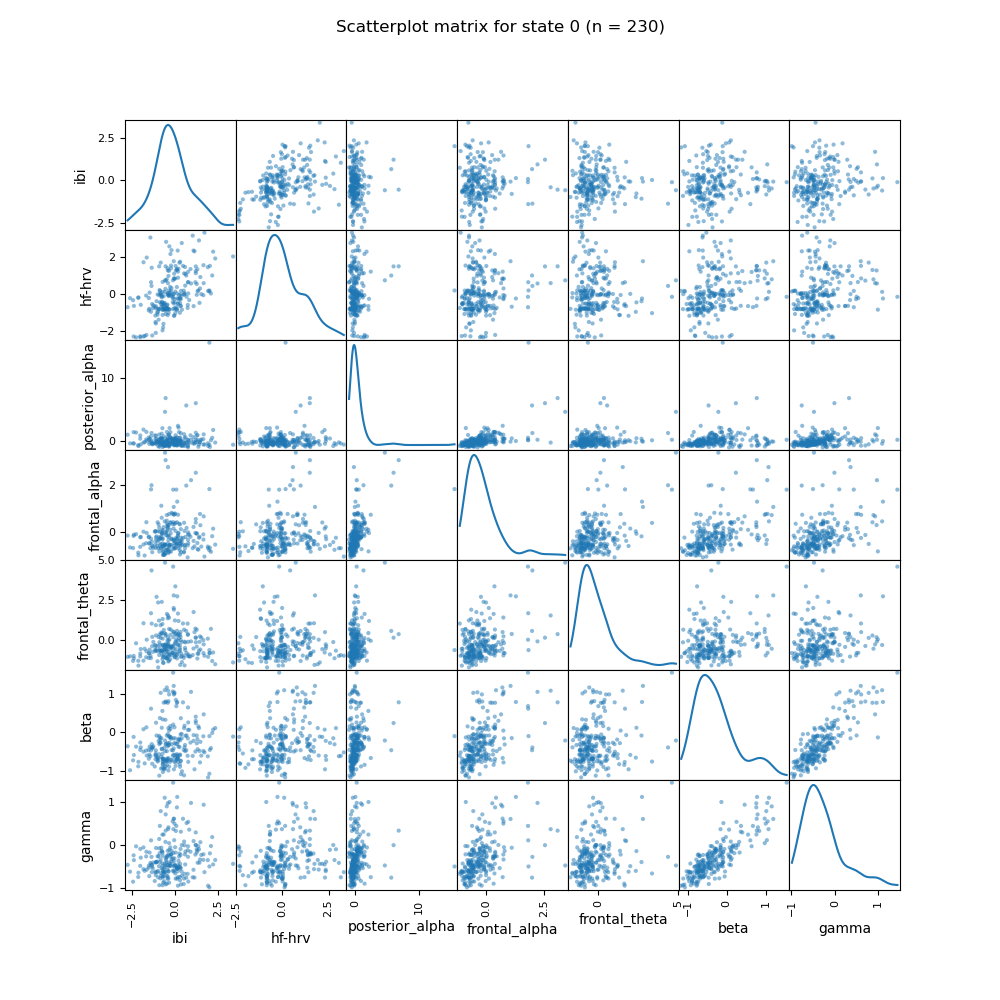 Scatterplot matrix for state 0 (n = 230)
ibi
2.5
0.0
−2.5
hf-hrv
2
0
−2
posterior_alpha
10
0
frontal_alpha
2
0
frontal_theta
5.0
2.5
0.0
beta
1
0
−1
gamma
1
0
−1
−2.5
0.0
2.5
−2.5
0.0
2.5
0
10
0.0
2.5
0
5
−1
0
1
−1
0
1
ibi
hf-hrv
posterior_alpha
frontal_alpha
frontal_theta
beta
gamma